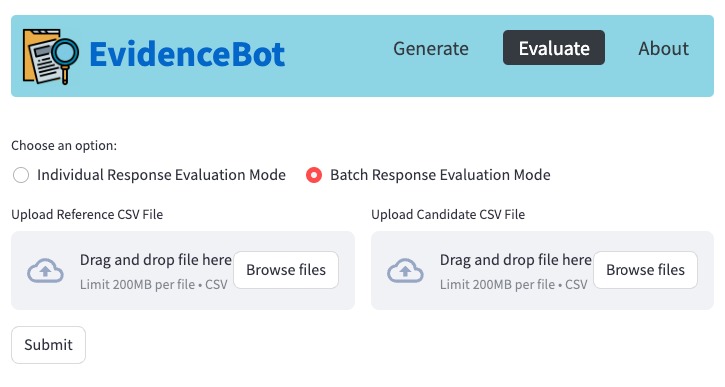 EvidenceBot
Generate
Evaluate
About
Choose an option:
Individual Response Evaluation Mode
Batch Response Evaluation Mode
Upload Reference CSV File
Upload Candidate CSV File
Drag and drop file here
Limit 200MB per file • CSV
Browse files
Drag and drop file here
Limit 200MB per file • CSV
Browse files
Submit